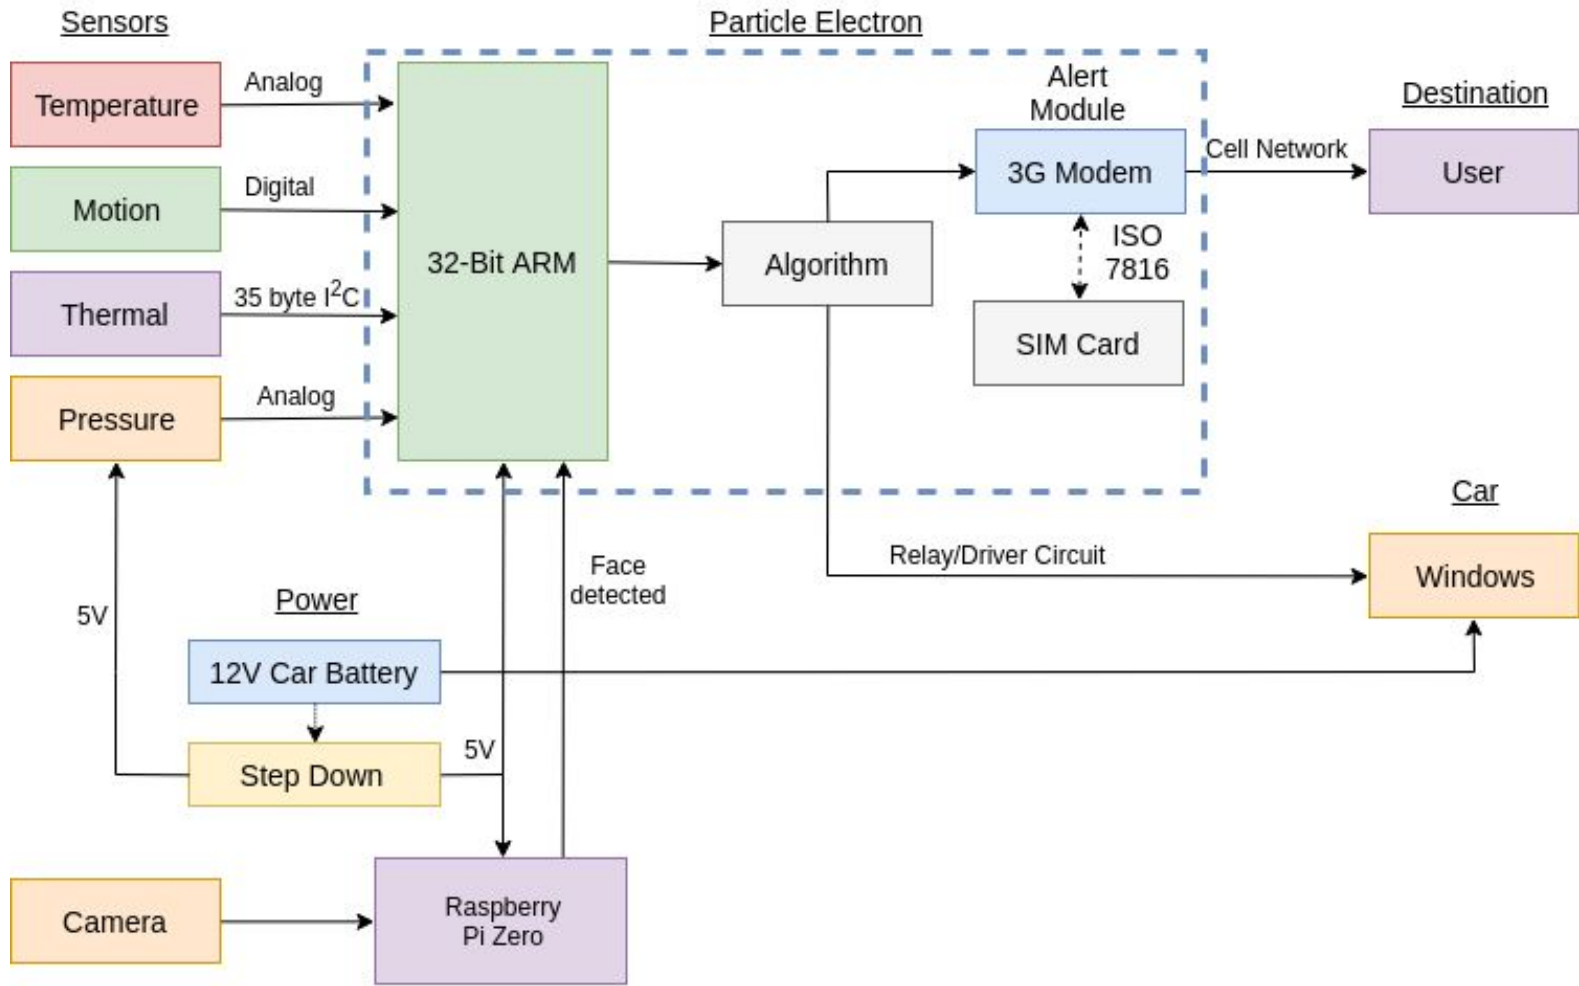 Sensors
Particle Electron
Temperature
Analog
Motion
Digital
Thermal
35 byte I²C
Pressure
Analog
32-Bit ARM
Algorithm
Alert
Module
3G Modem
ISO
7816
SIM Card
Cell Network
Destination
User
Car
Windows
Relay/Driver Circuit
Face
detected
Power
5V
12V Car Battery
Step Down
5V
Camera
Raspberry
Pi Zero